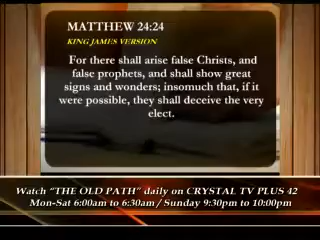 MATTHEW 24:24
KING JAMES VERSION
For there shall arise false Christs, and
false prophets, and shall show great
signs and wonders; insomuch that, if it
were possible, they shall deceive the very
elect.
Watch “THE OLD PATH” daily on CRYSTAL TV PLUS 42
Mon-Sat 6:00am to 6:30am / Sunday 9:30pm to 10:00pm